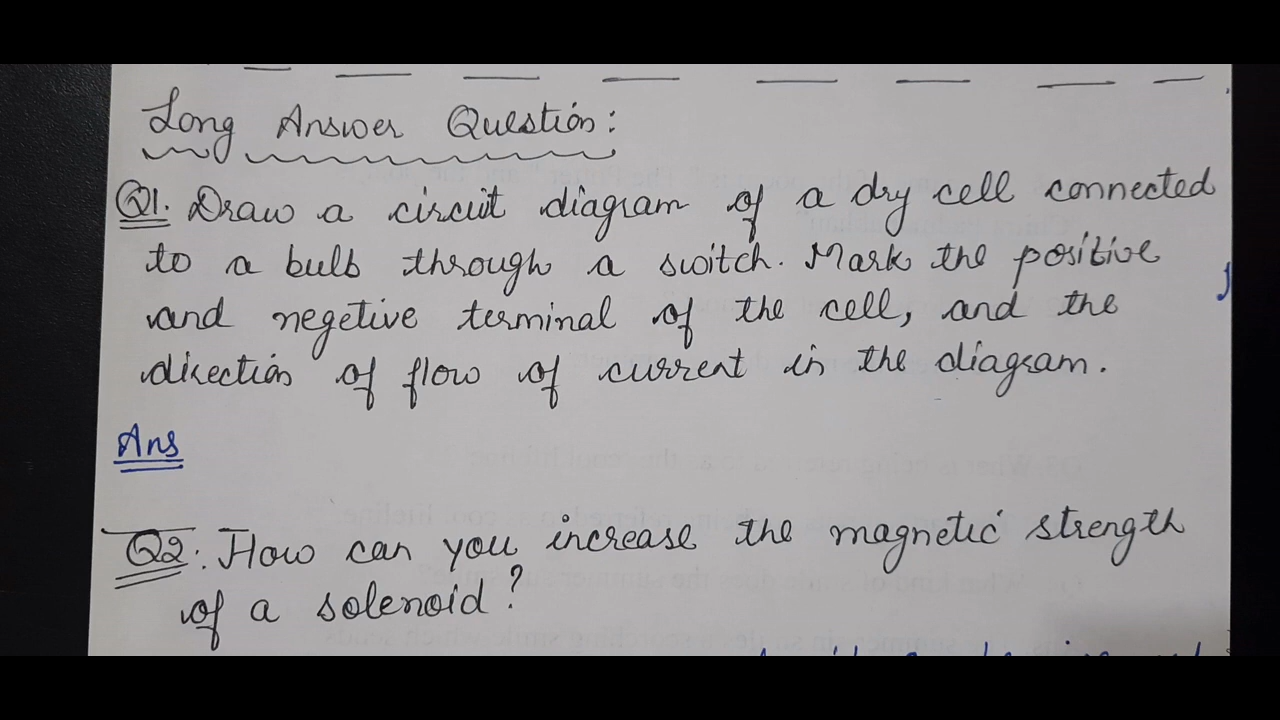 Long Answer Question:
Q1. Draw a circuit diagram of a dry cell connected
to a bulb through a switch. Mark the positive
and negetive terminal of the cell, and the
direction of flow of current in the diagram.
Ans
Q2. How can you increase the magnetic strength
of a solenoid?